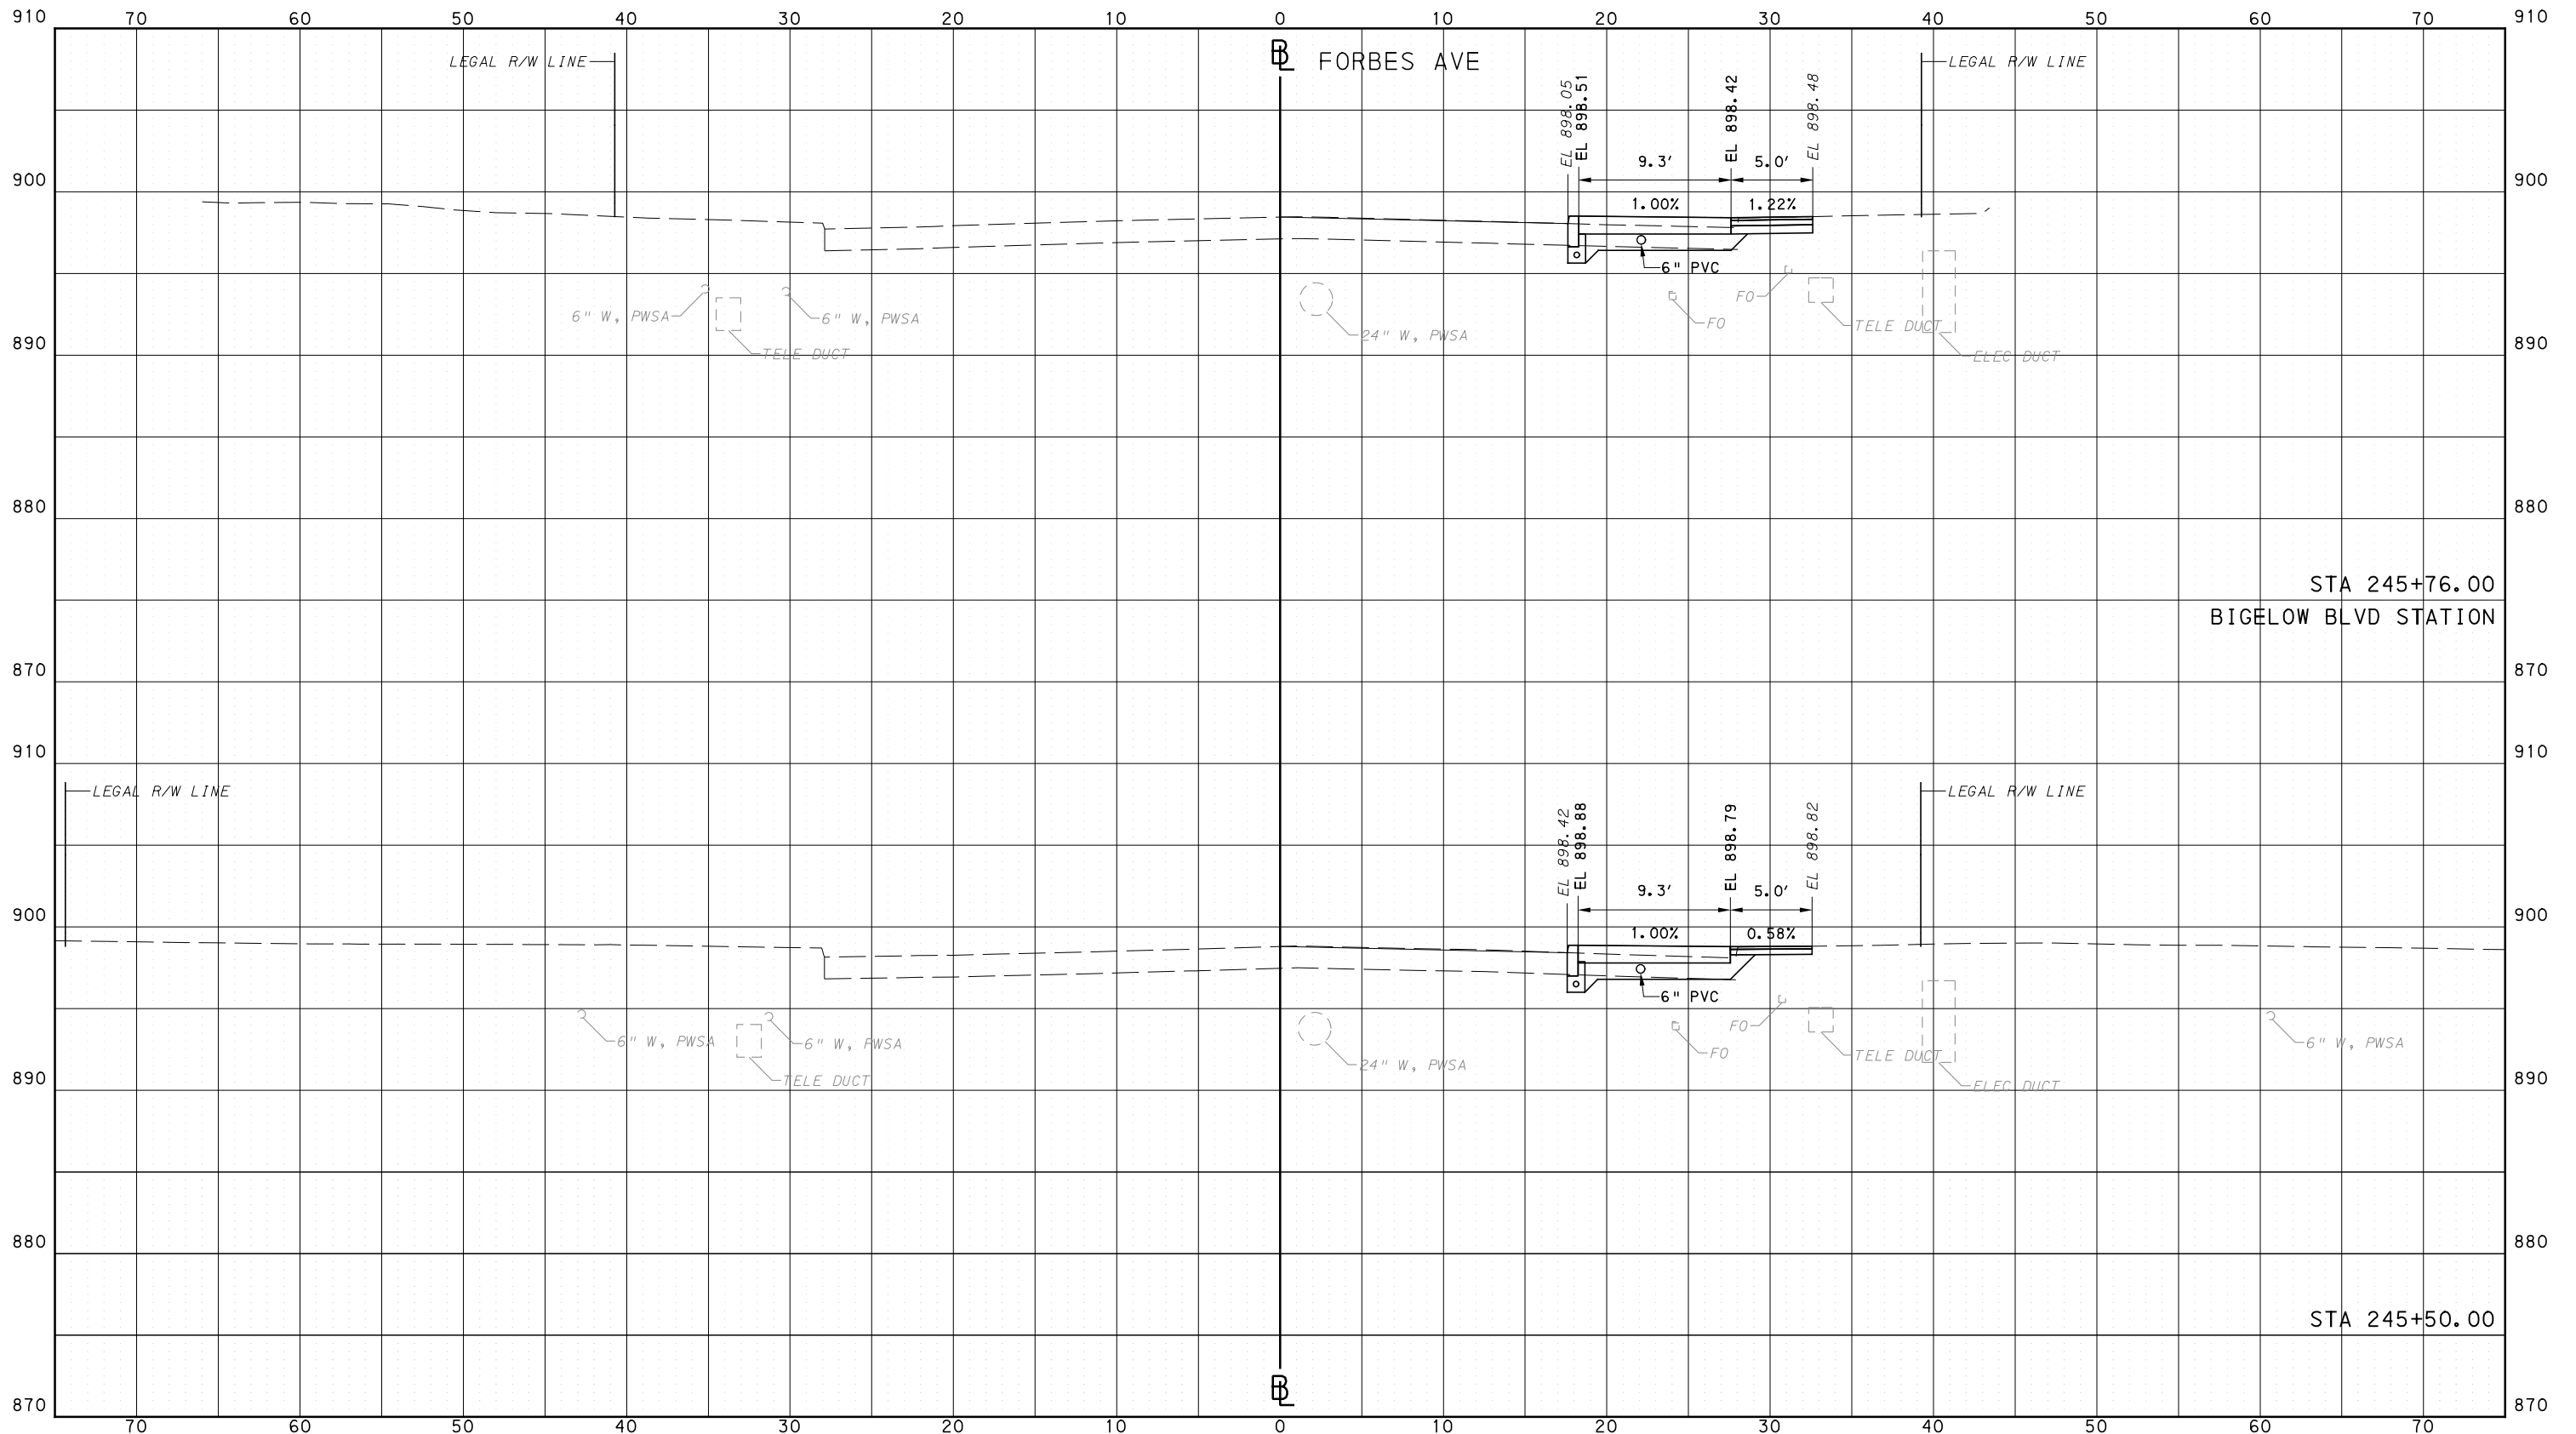 910 70 60 50 40 30 20 10 0 10 20 30 40 50 60 70 910
LEGAL R/W LINE
BL FORBES AVE
EL 898.05
EL 898.51
EL 898.42
EL 898.48
LEGAL R/W LINE
9.3' 5.0'
900 900
1.00% 1.22%
6" PVC
6" W, PWSA
6" W, PWSA
TELE DUCT
24" W, PWSA
FO
FO
TELE DUCT
ELEC DUCT
890 890
880 880
STA 245+76.00
BIGELOW BLVD STATION
870 870
910 910
LEGAL R/W LINE
EL 898.42
EL 898.88
EL 898.79
EL 898.82
LEGAL R/W LINE
9.3' 5.0'
900 900
1.00% 0.58%
6" PVC
6" W, PWSA
6" W, PWSA
TELE DUCT
24" W, PWSA
FO
FO
TELE DUCT
ELEC DUCT
6" W, PWSA
890 890
880 880
STA 245+50.00
BL
870 870
70 60 50 40 30 20 10 0 10 20 30 40 50 60 70